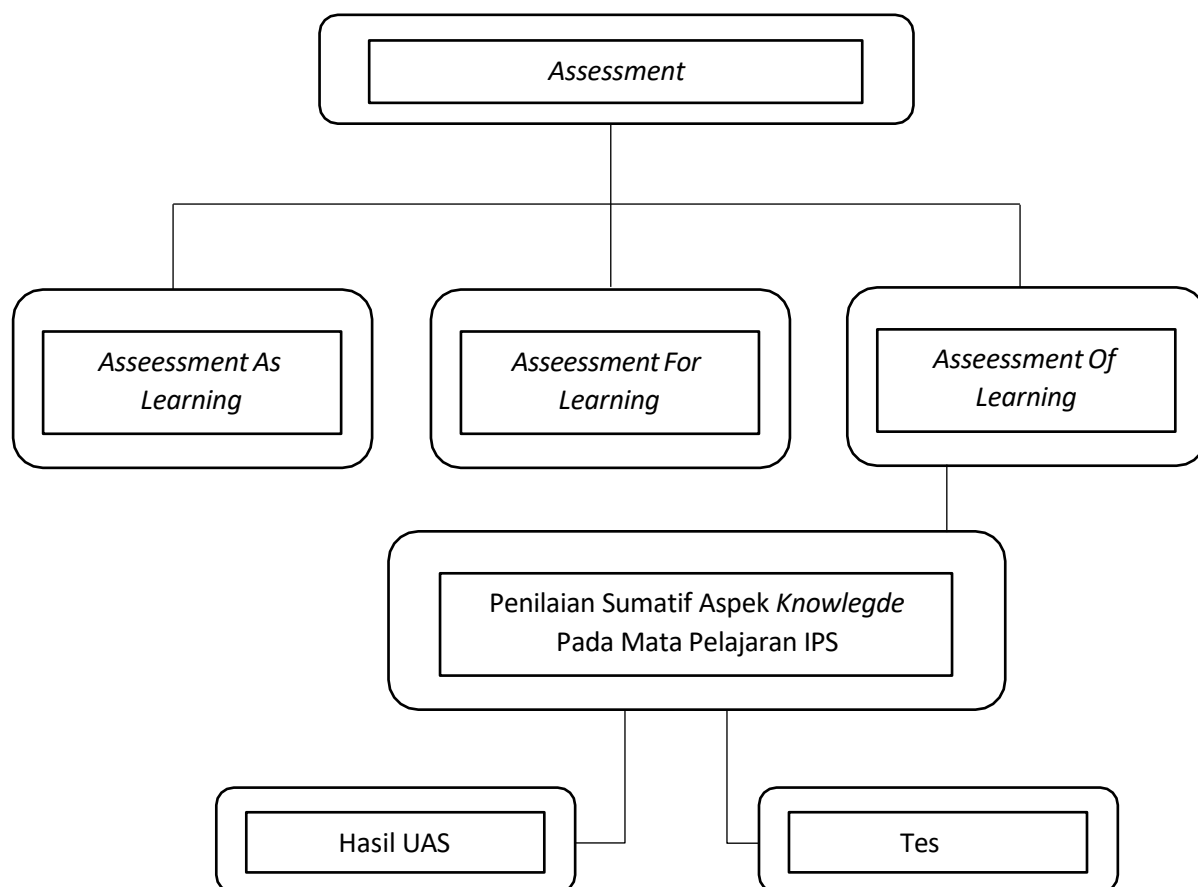 Assessment
Asseessment As
Learning
Asseessment For
Learning
Asseessment Of
Learning
Penilaian Sumatif Aspek Knowlegde
Pada Mata Pelajaran IPS
Hasil UAS
Tes